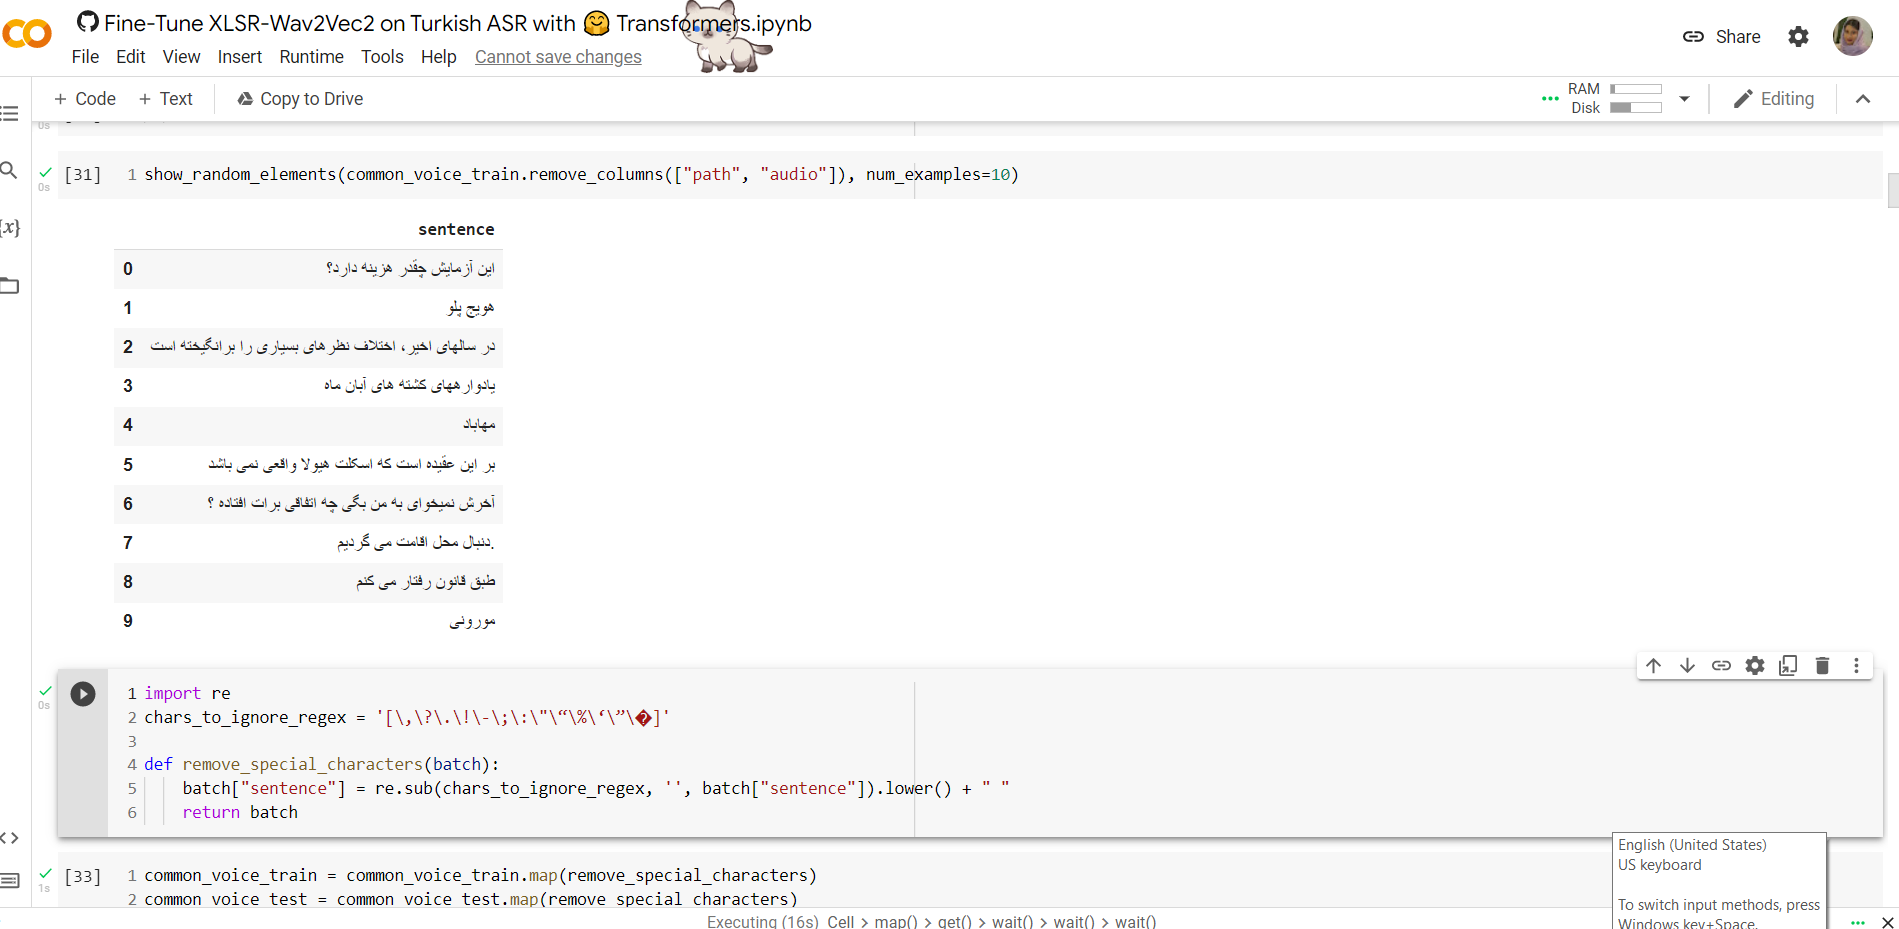 Fine-Tune XLSR-Wav2Vec2 on Turkish ASR with 🤗 Transformers.ipynb
File Edit View Insert Runtime Tools Help Cannot save changes
Share
+ Code + Text Copy to Drive
RAM
Disk
Editing
0s
[31] 1 show_random_elements(common_voice_train.remove_columns(["path", "audio"]), num_examples=10)
0s
sentence
0 این آزمایش چقدر هزینه دارد؟
1 هویج پلو
2 در سالهای اخیر، اختلاف نظرهای بسیاری را برانگیخته است
3 یادوارههای کشته های آبان ماه
4 مهاباد
5 بر این عقیده است که اسکلت هیولا واقعی نمی باشد
6 آخرش نمیخوای به من بگی چه اتفاقی برات افتاده ؟
7 دنبال محل اقامت می گردیم.
8 طبق قانون رفتار می کنم
9 مورونی
0s
1 import re
2 chars_to_ignore_regex = '[\,\?\.\!\-\;\:\"\“\%\‘\”\�]'
3
4 def remove_special_characters(batch):
5 batch["sentence"] = re.sub(chars_to_ignore_regex, '', batch["sentence"]).lower() + " "
6 return batch
[33] 1 common_voice_train = common_voice_train.map(remove_special_characters)
1s
2 common_voice_test = common_voice_test.map(remove_special_characters)
English (United States)
US keyboard
To switch input methods, press
Windows key+Space.
Executing (16s) Cell > map() > get() > wait() > wait() > wait()